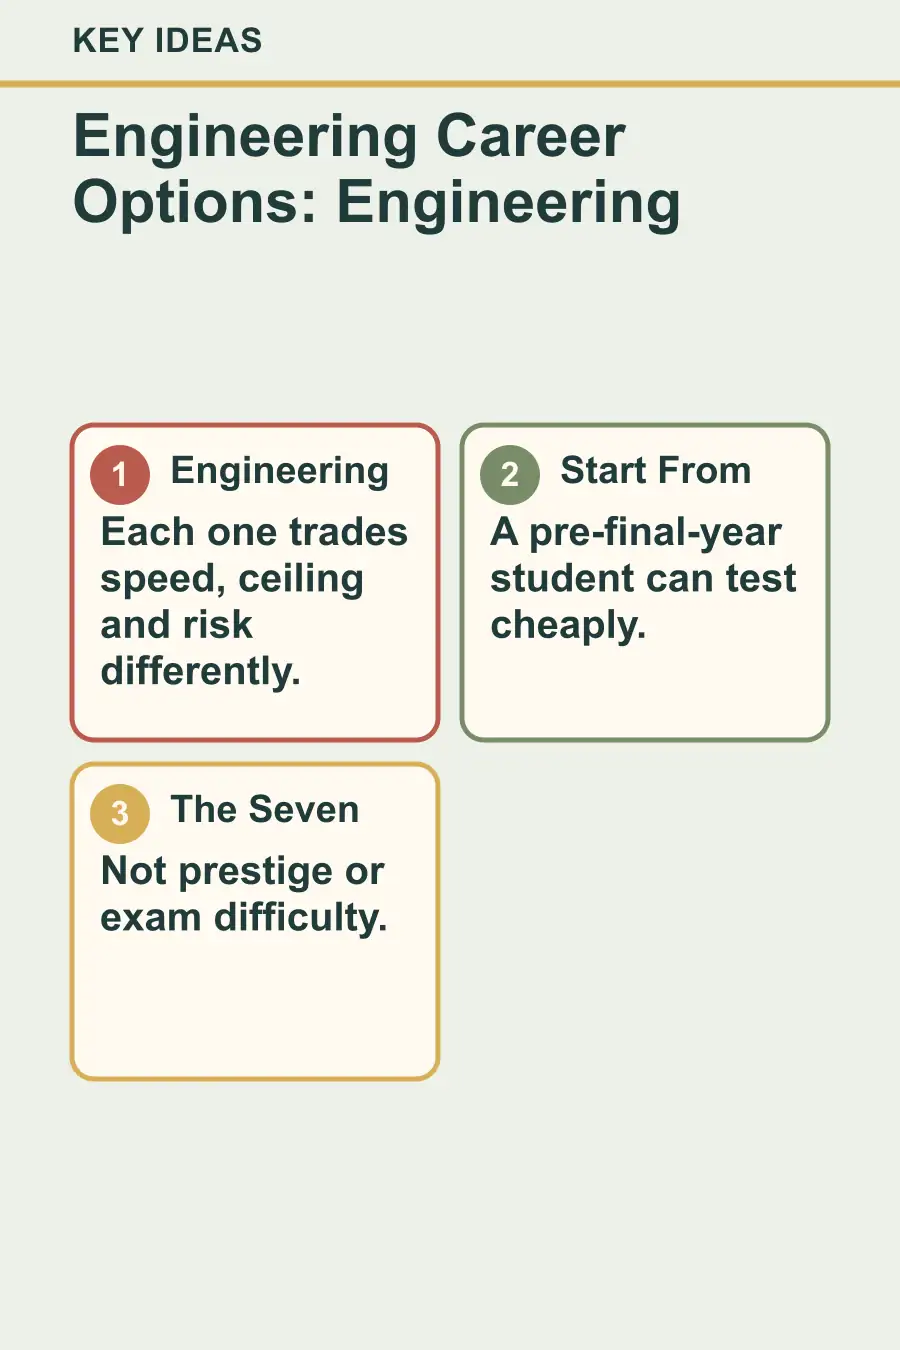 KEY IDEAS
Engineering Career
Options: Engineering
1 Engineering
Each one trades
speed, ceiling
and risk
differently.
2 Start From
A pre-final-year
student can test
cheaply.
3 The Seven
Not prestige or
exam difficulty.